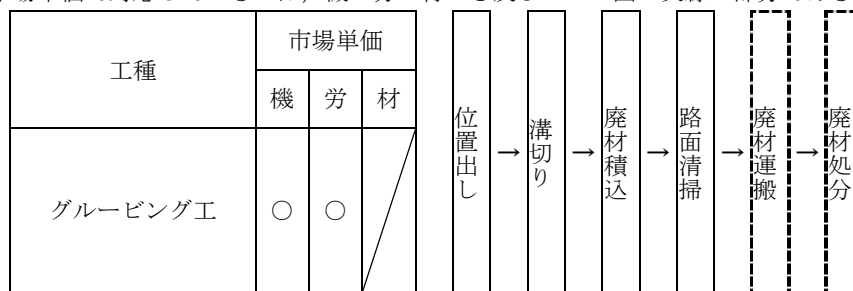 工種
市場単価
機 労 材
グルービング工 ○ ○
位置出し → 溝切り → 廃材積込 → 路面清掃 → 廃材運搬 → 廃材処分